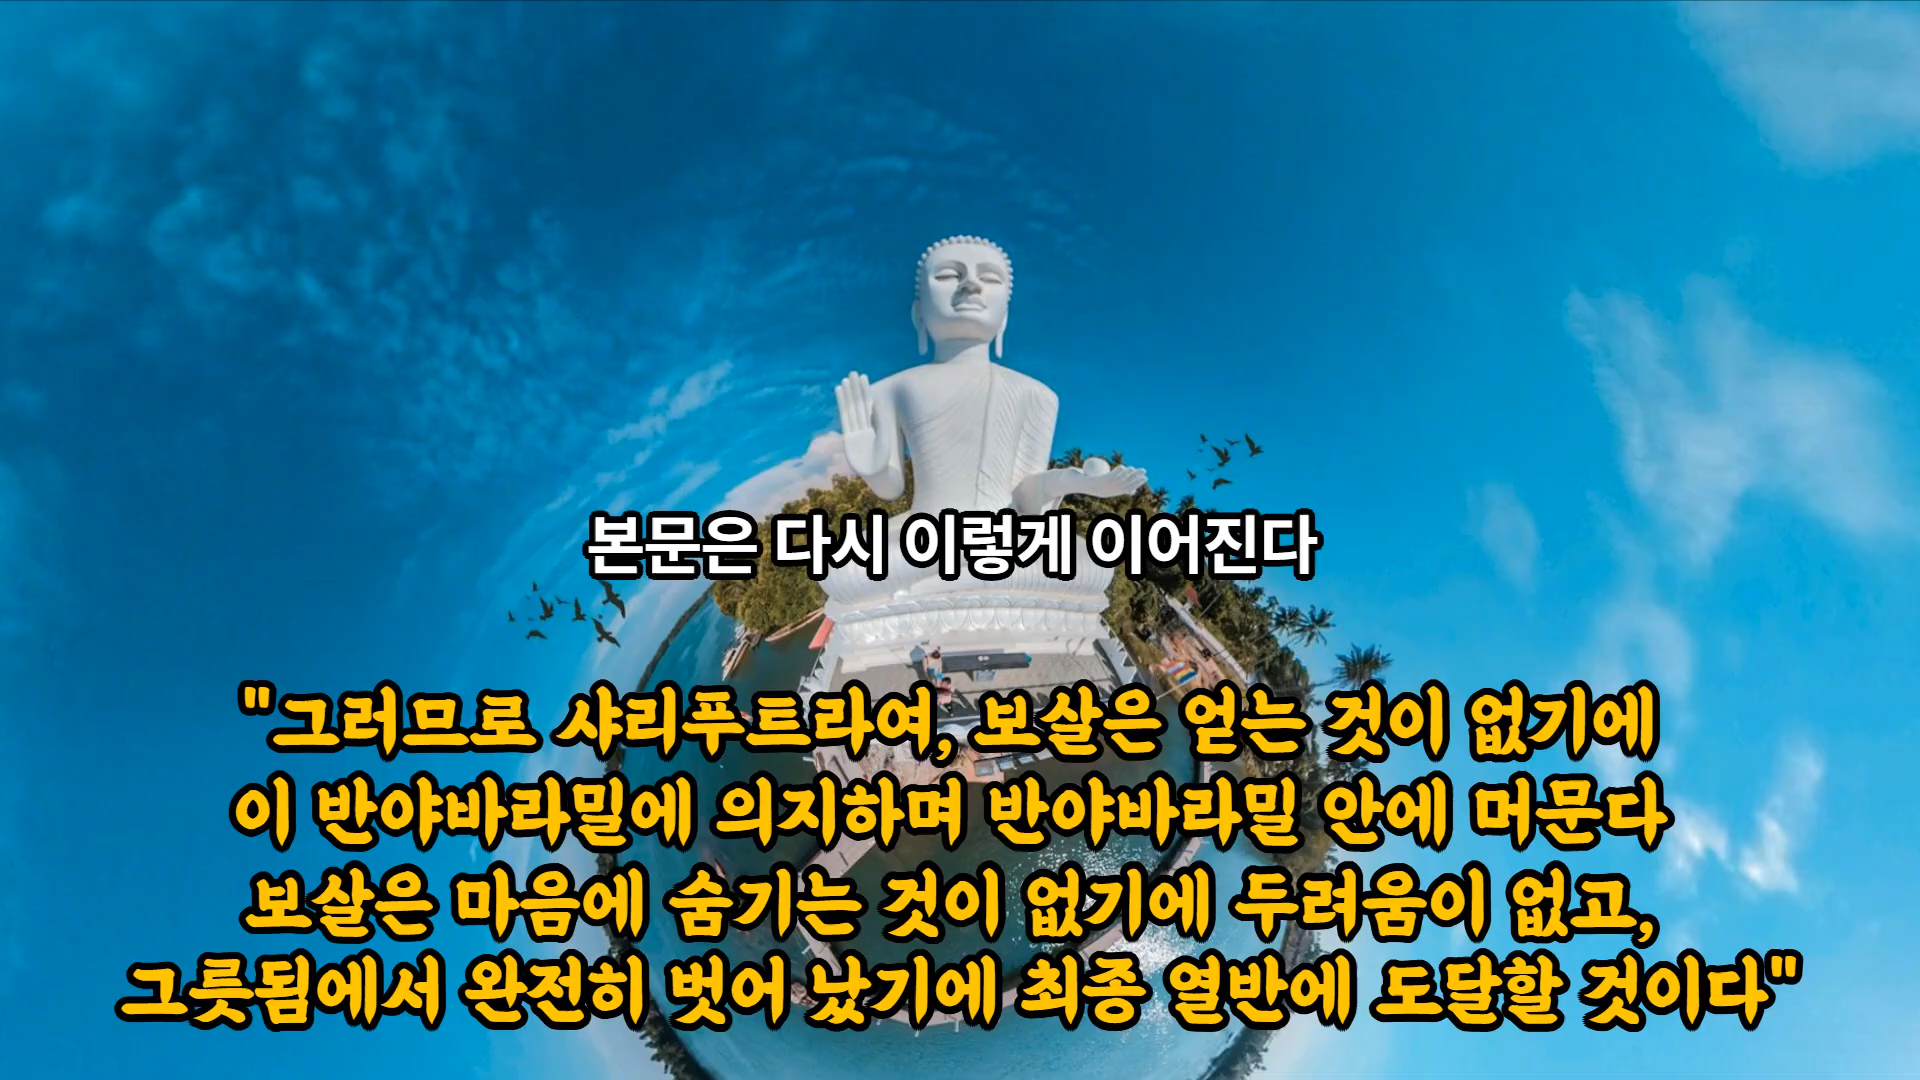 본문은 다시 이렇게 이어진다
"그러므로 샤리푸트라여, 보살은 얻는 것이 없기에
이 반야바라밀에 의지하며 반야바라밀 안에 머문다
보살은 마음에 숨기는 것이 없기에 두려움이 없고,
그릇됨에서 완전히 벗어 났기에 최종 열반에 도달할 것이다"